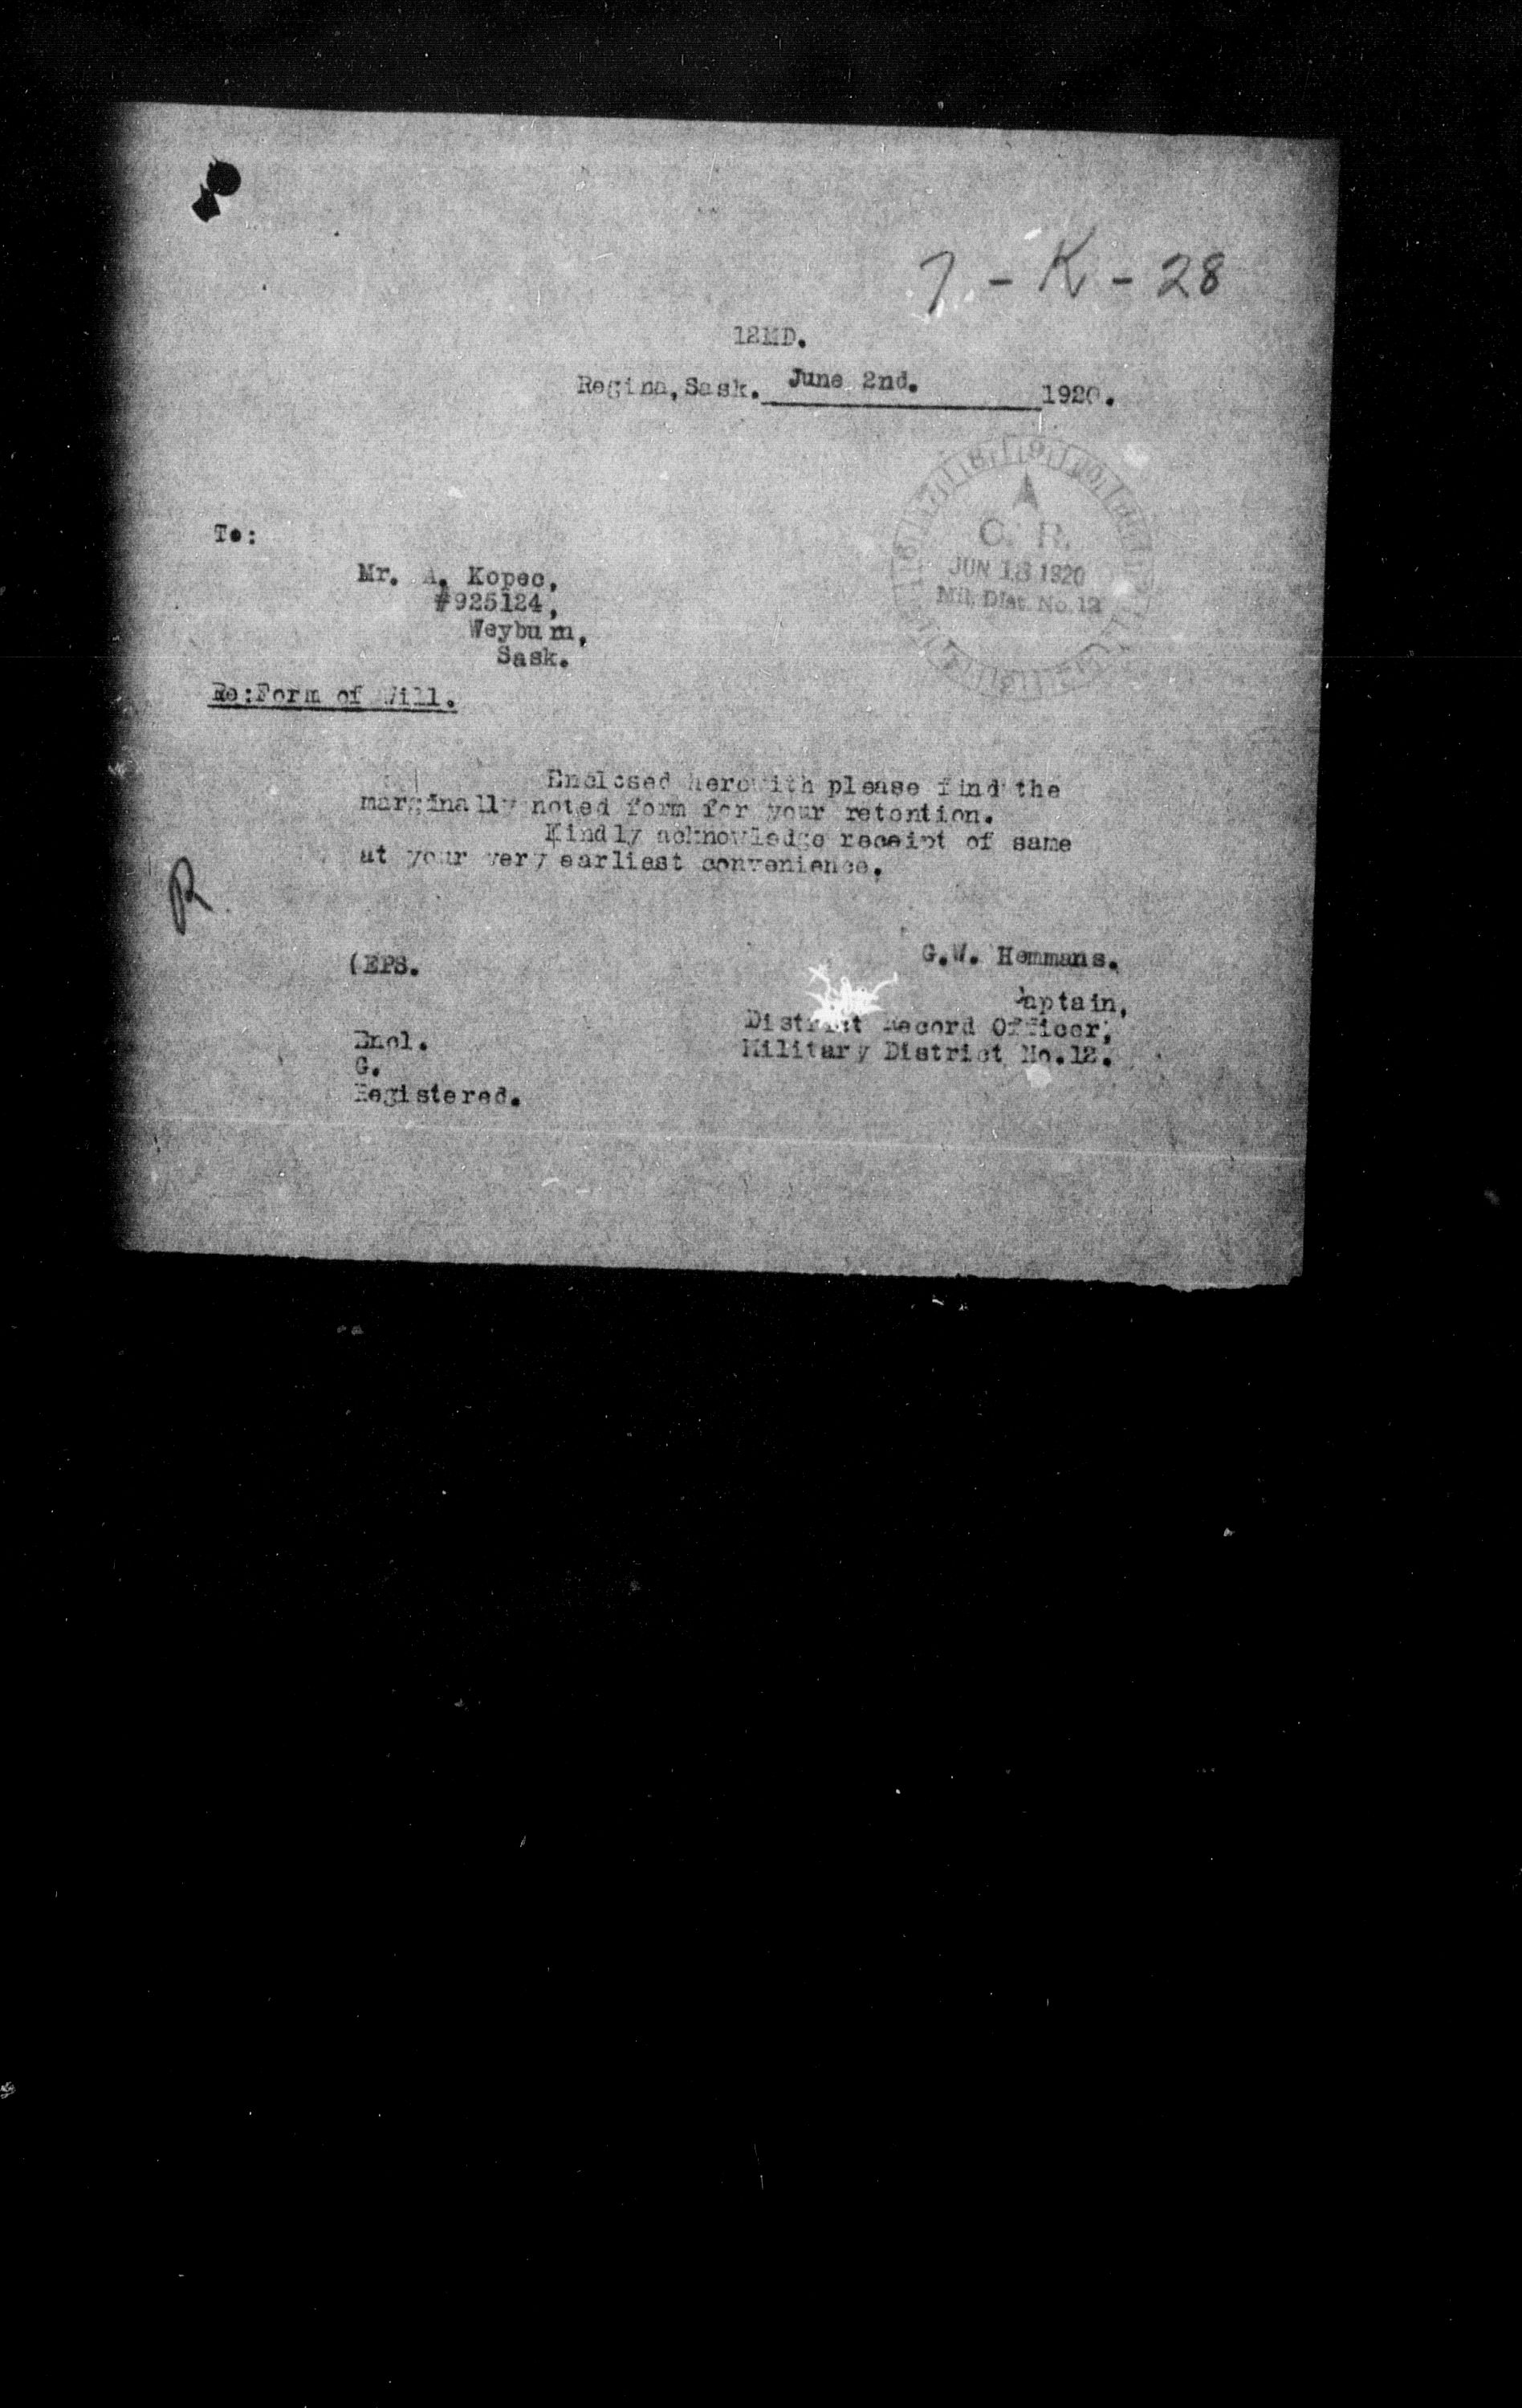 7 - K - 28
12MD.
Regina, Sask. June 2nd. 1920.
C. R.
JUN 18 1920
Mil. Dist. No. 12
To:
Mr. A. Kopec,
#925124,
Weyburn,
Sask.
Re:Form of Will.
Enclosed herewith please find the
marginally noted form for your retention.
Kindly acknowledge receipt of same
at your very earliest convenience.
R
(EPS.
G.W. Hemmans.
Captain,
District Record Officer,
Military District No.12.
Encl.
G.
Registered.